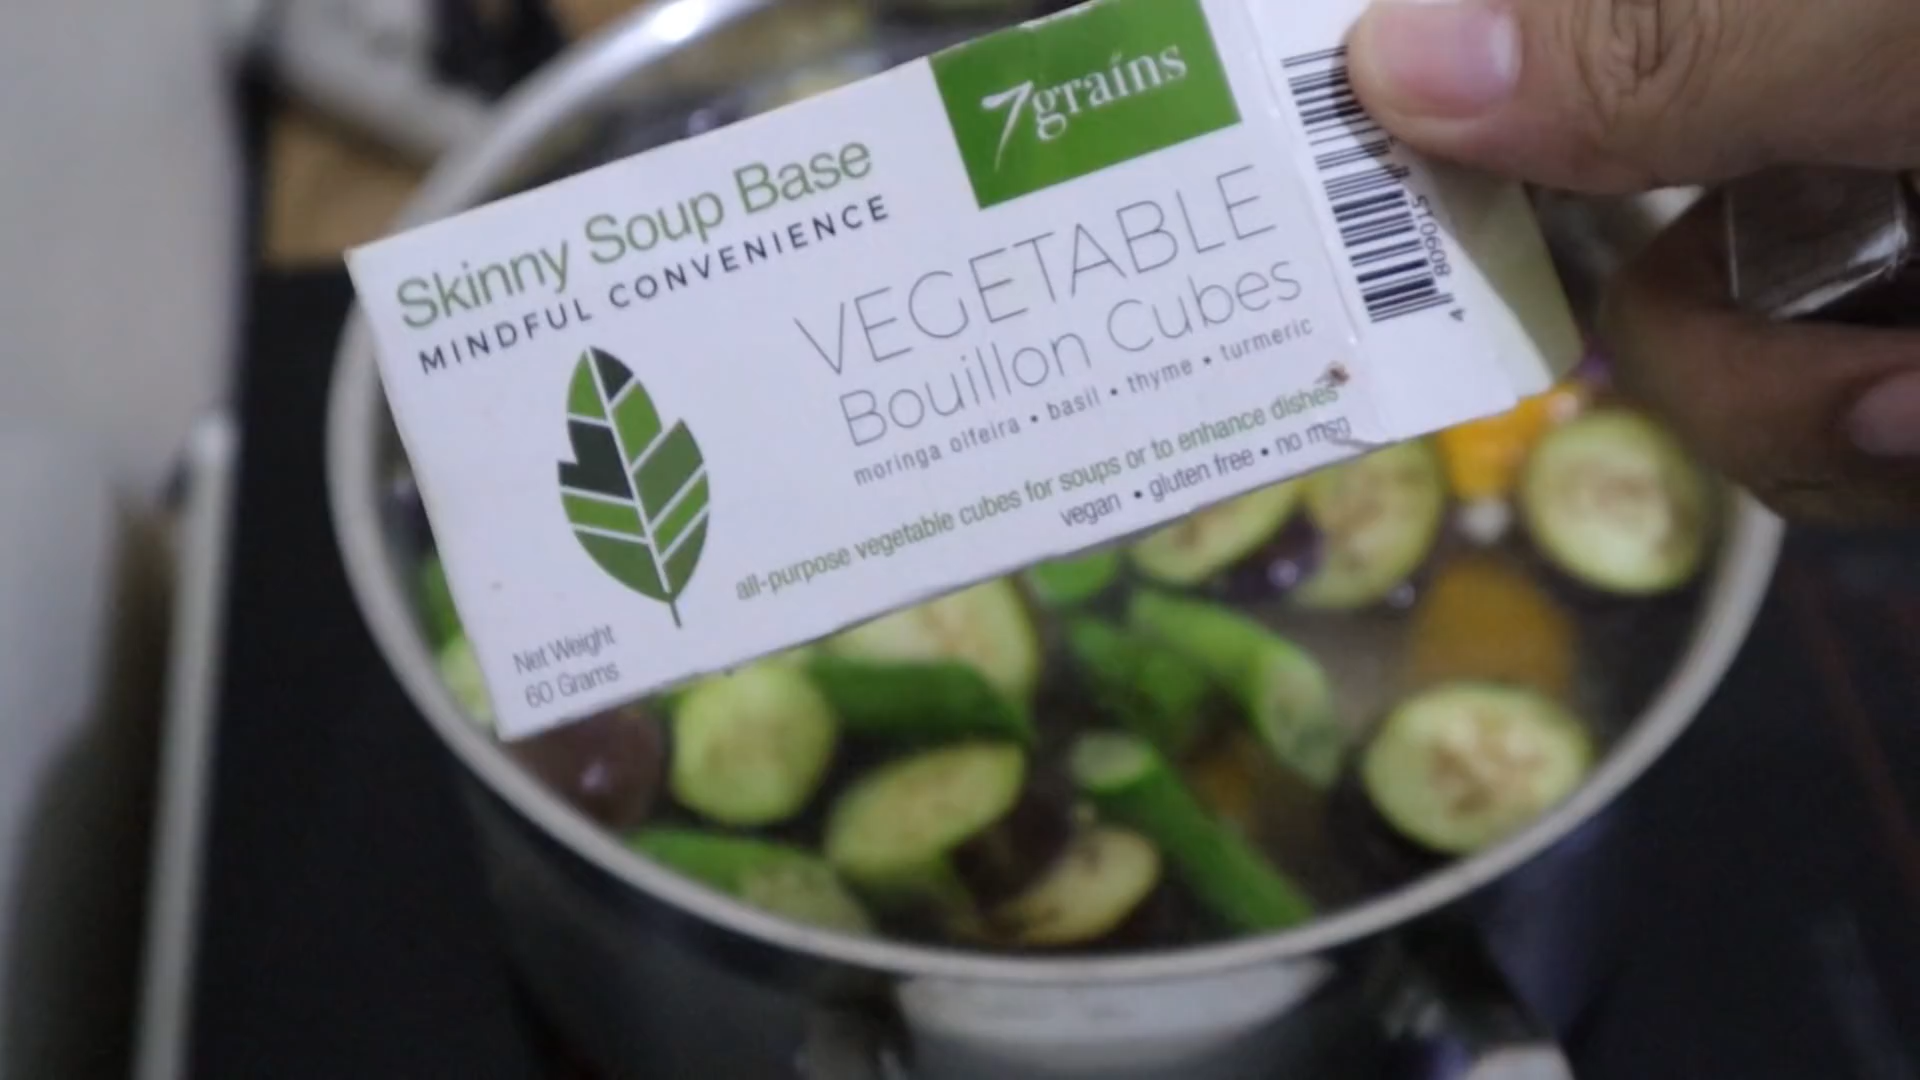 7grains
Skinny Soup Base
MINDFUL CONVENIENCE
VEGETABLE
Bouillon Cubes
moringa olfeira • basil • thyme • turmeric
all-purpose vegetable cubes for soups or to enhance dishes
vegan • gluten free • no msg
Net Weight
60 Grams